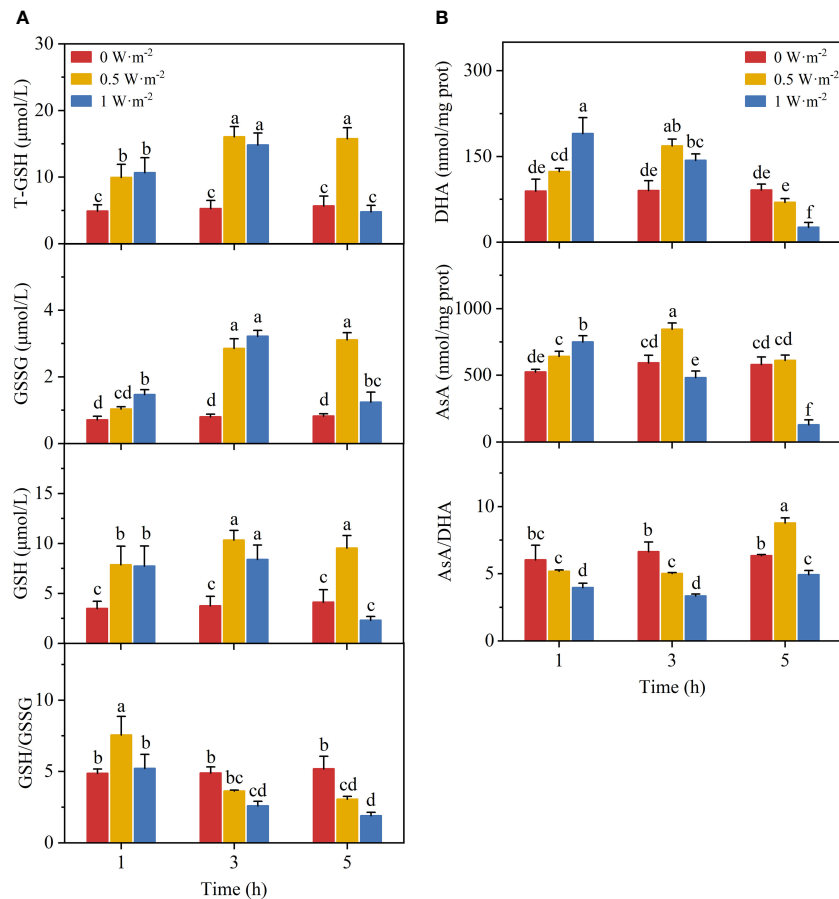 A
30
20
10
0
T-GSH (μmol/L)
0 W·m-2
0.5 W·m-2
1 W·m-2
c b b
c a a
c a c
4
2
0
GSSG (μmol/L)
d cd b
d a a
d a bc
15
10
5
0
GSH (μmol/L)
c b b
c a a
c a c
10
5
0
GSH/GSSG
b a b
b bc cd
b cd d
1 3 5
Time (h)
B
300
150
0
DHA (nmol/mg prot)
0 W·m-2
0.5 W·m-2
1 W·m-2
de cd a
de ab bc
de e f
1000
500
0
AsA (nmol/mg prot)
de c b
cd a e
cd cd f
10
5
0
AsA/DHA
bc c d
b c d
b a c
1 3 5
Time (h)